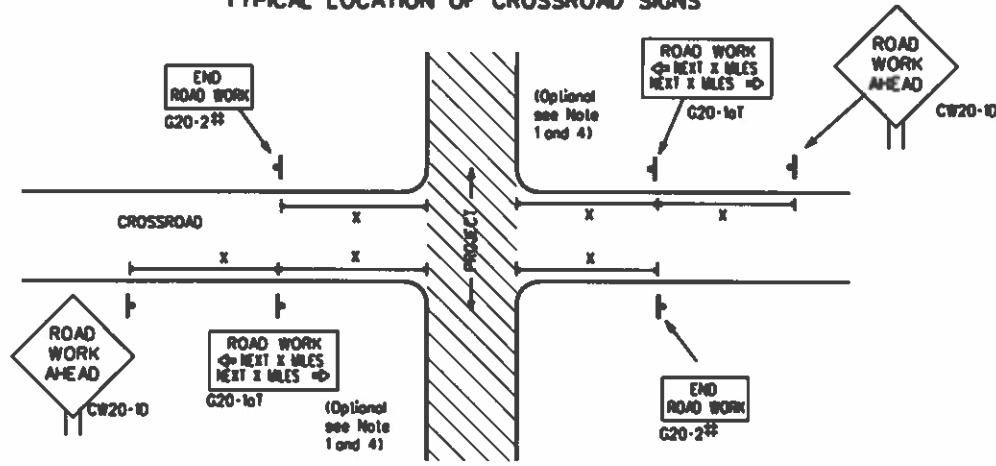 TYPICAL LOCATION OF CROSSROAD SIGNS
END
ROAD WORK
G20-2##
ROAD WORK
⇦ NEXT X MILES
NEXT X MILES ⇨
G20-1aT
(Optional
see Note
1 and 4)
ROAD
WORK
AHEAD
CW20-1D
CROSSROAD
X
X
X
X
X
X
PROJECT
ROAD
WORK
AHEAD
CW20-1D
ROAD WORK
⇦ NEXT X MILES
NEXT X MILES ⇨
G20-1aT
(Optional
see Note
1 and 4)
END
ROAD WORK
G20-2##